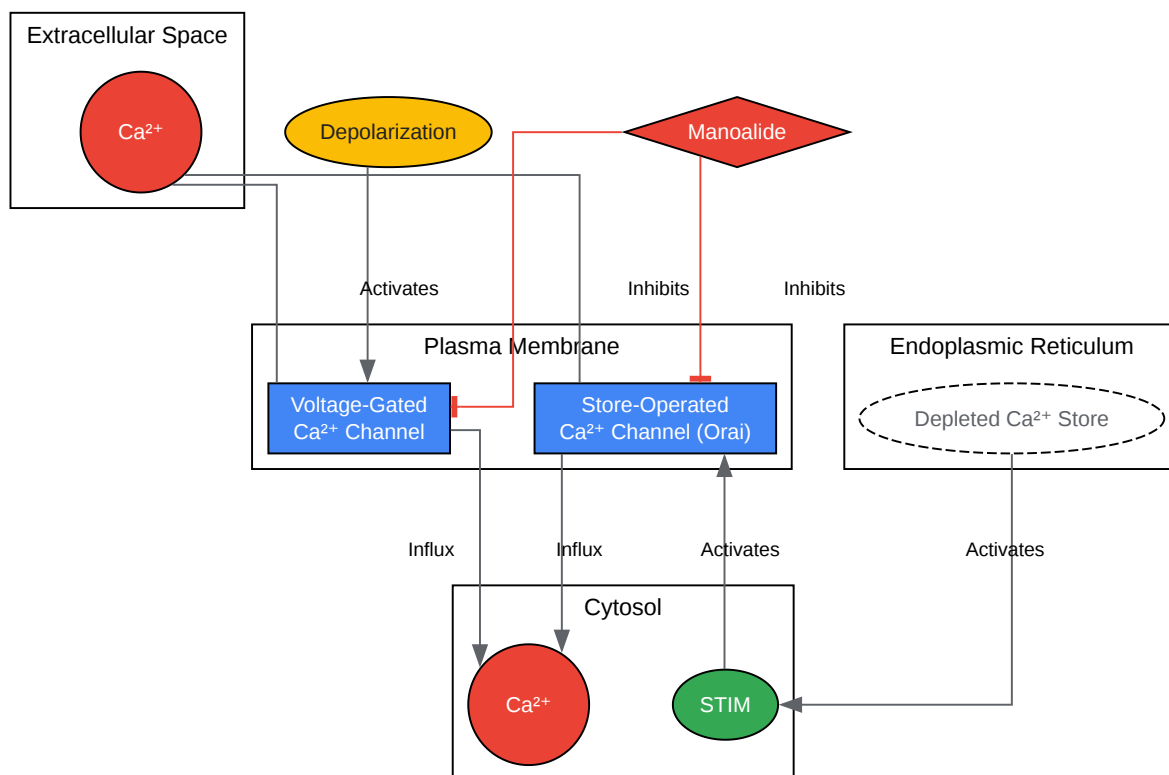 Extracellular Space
Ca²⁺
Depolarization
Manoalide
Activates
Inhibits
Inhibits
Plasma Membrane
Endoplasmic Reticulum
Voltage-Gated
Ca²⁺ Channel
Store-Operated
Ca²⁺ Channel (Orai)
Depleted Ca²⁺ Store
Influx
Influx
Activates
Activates
Cytosol
Ca²⁺
STIM